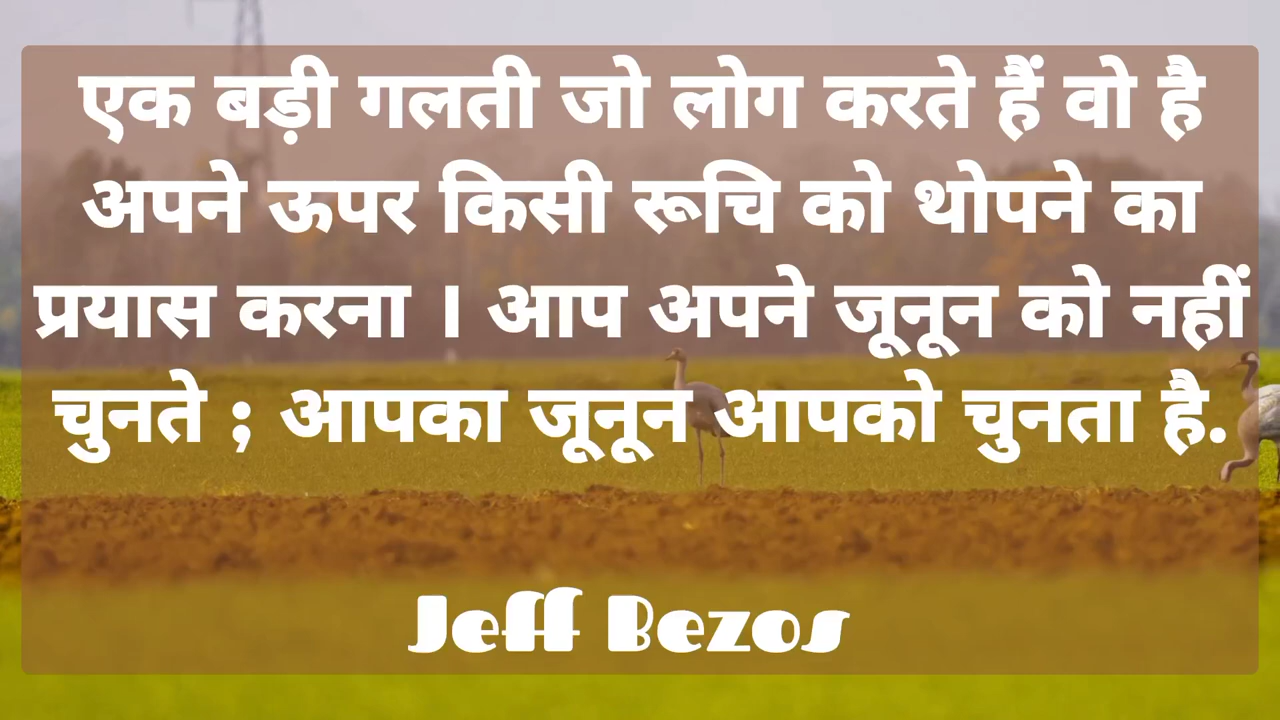 एक बड़ी गलती जो लोग करते हैं वो है
अपने ऊपर किसी रूचि को थोपने का
प्रयास करना । आप अपने जूनून को नहीं
चुनते ; आपका जूनून आपको चुनता है.
Jeff Bezos